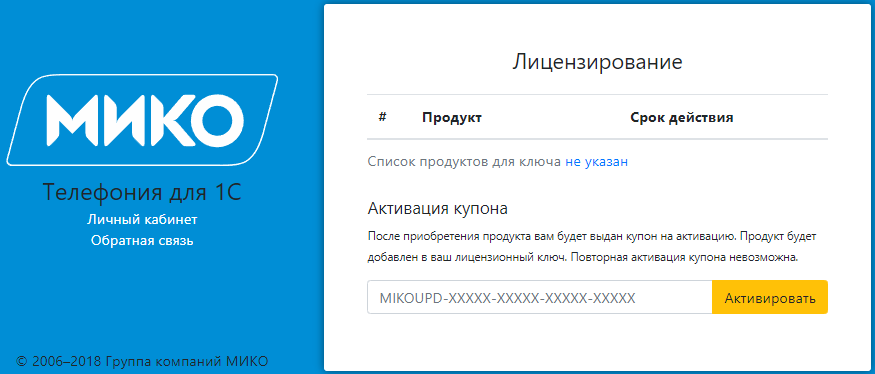 МИКО
Телефония для 1С
Личный кабинет
Обратная связь
© 2006–2018 Группа компаний МИКО
Лицензирование
# Продукт Срок действия
Список продуктов для ключа не указан
Активация купона
После приобретения продукта вам будет выдан купон на активацию. Продукт будет
добавлен в ваш лицензионный ключ. Повторная активация купона невозможна.
MIKOUPD-XXXXX-XXXXX-XXXXX-XXXXX Активировать